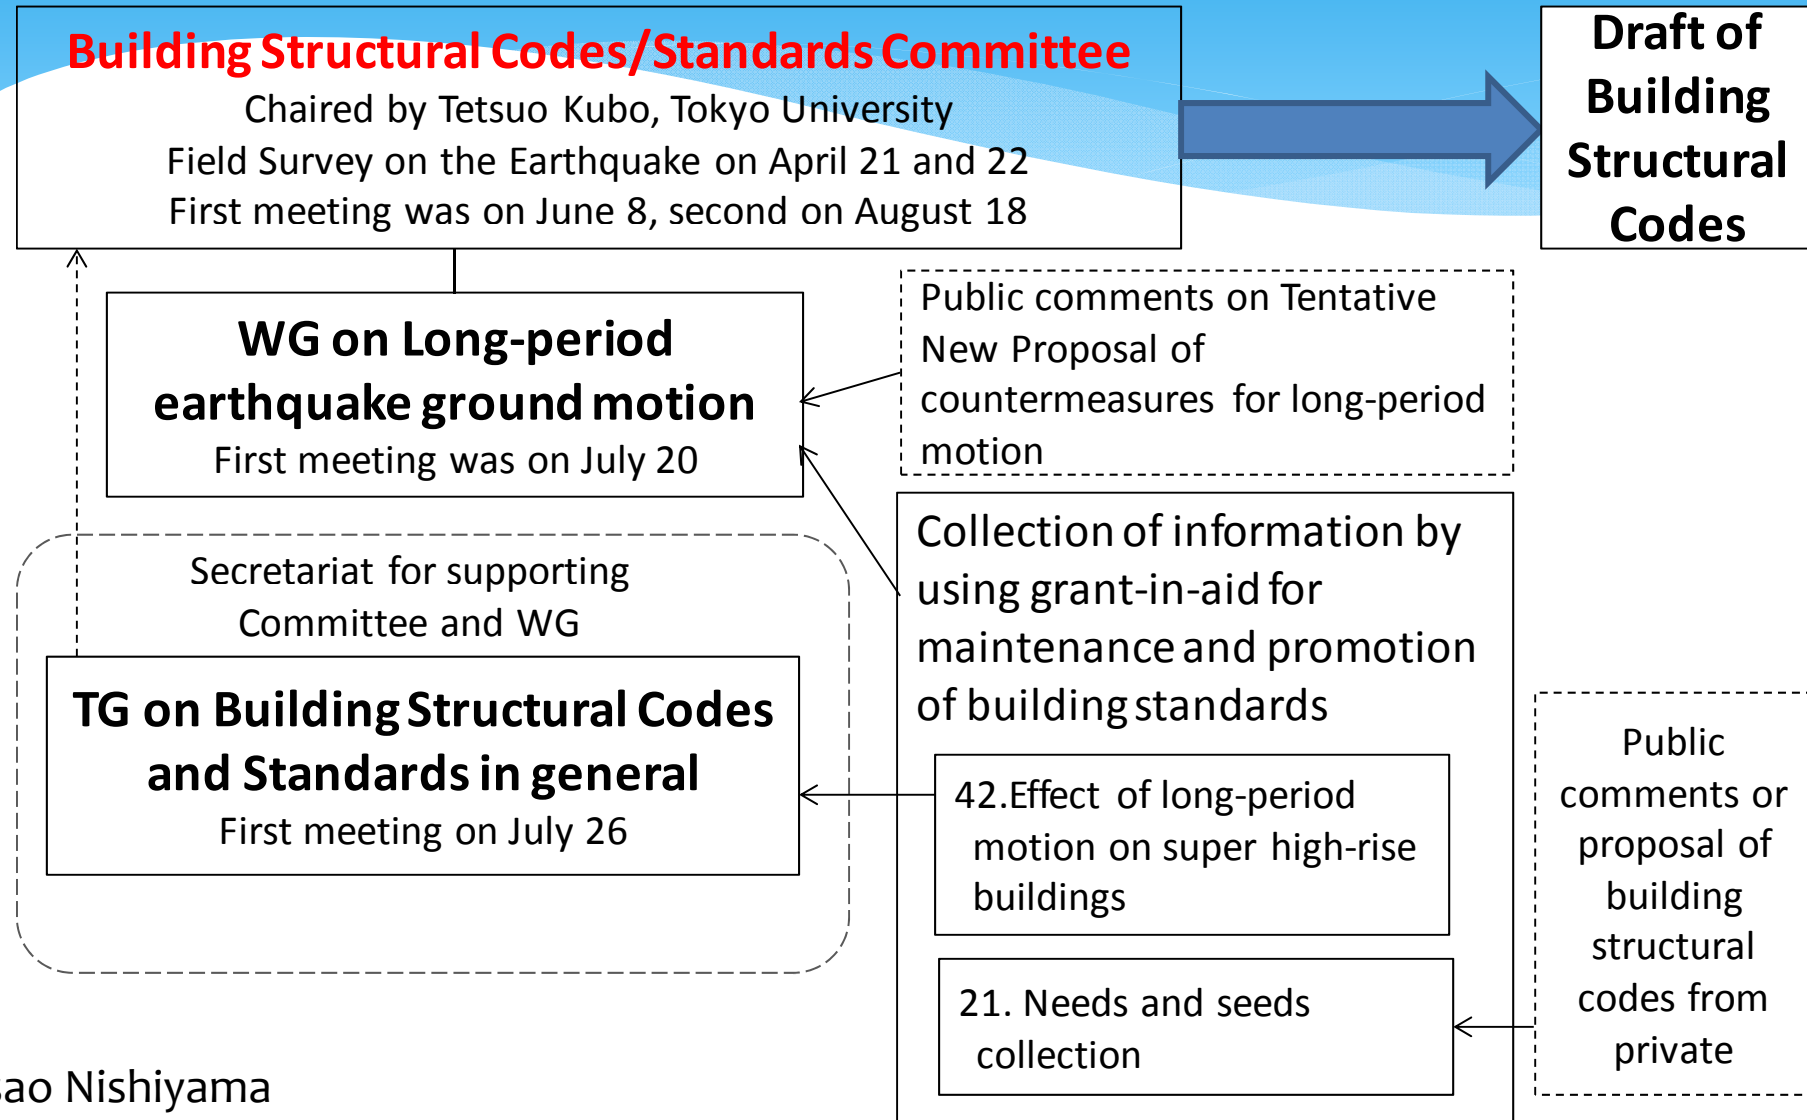 Building Structural Codes/Standards Committee
Chaired by Tetsuo Kubo, Tokyo University
Field Survey on the Earthquake on April 21 and 22
First meeting was on June 8, second on August 18
Draft of
Building
Structural
Codes
WG on Long-period
earthquake ground motion
First meeting was on July 20
Public comments on Tentative
New Proposal of
countermeasures for long-period
motion
Secretariat for supporting
Committee and WG
TG on Building Structural Codes
and Standards in general
First meeting on July 26
Collection of information by
using grant-in-aid for
maintenance and promotion
of building standards
42.Effect of long-period
motion on super high-rise
buildings
21. Needs and seeds
collection
Public
comments or
proposal of
building
structural
codes from
private
Nishiyama